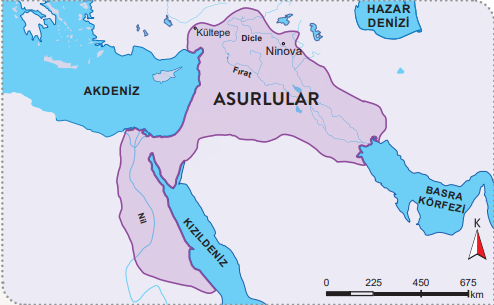 HAZAR
DENİZİ
Kültepe
Dicle
Ninova
Fırat
AKDENİZ
ASURLULAR
BASRA
KÖRFEZİ
Nil
KIZILDENİZ
K
0 225 450 675
km